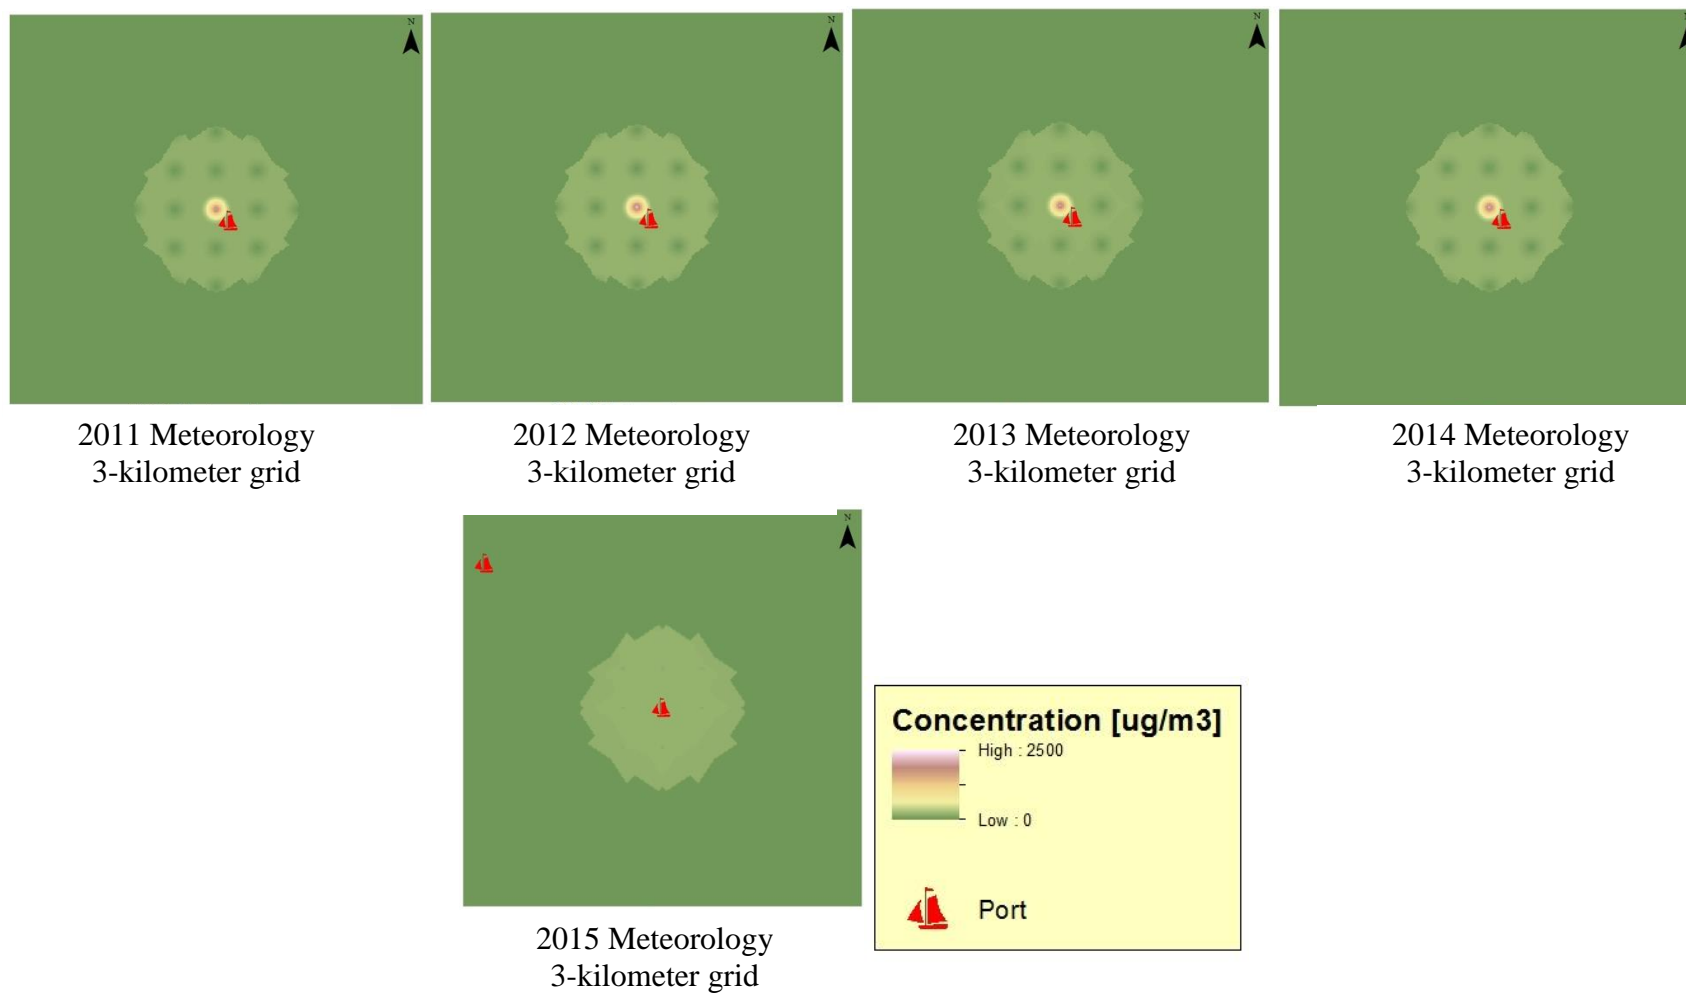 N
N
N
N
2011 Meteorology
3-kilometer grid
2012 Meteorology
3-kilometer grid
2013 Meteorology
3-kilometer grid
2014 Meteorology
3-kilometer grid
N
2015 Meteorology
3-kilometer grid
Concentration [ug/m3]
High : 2500
Low : 0
Port